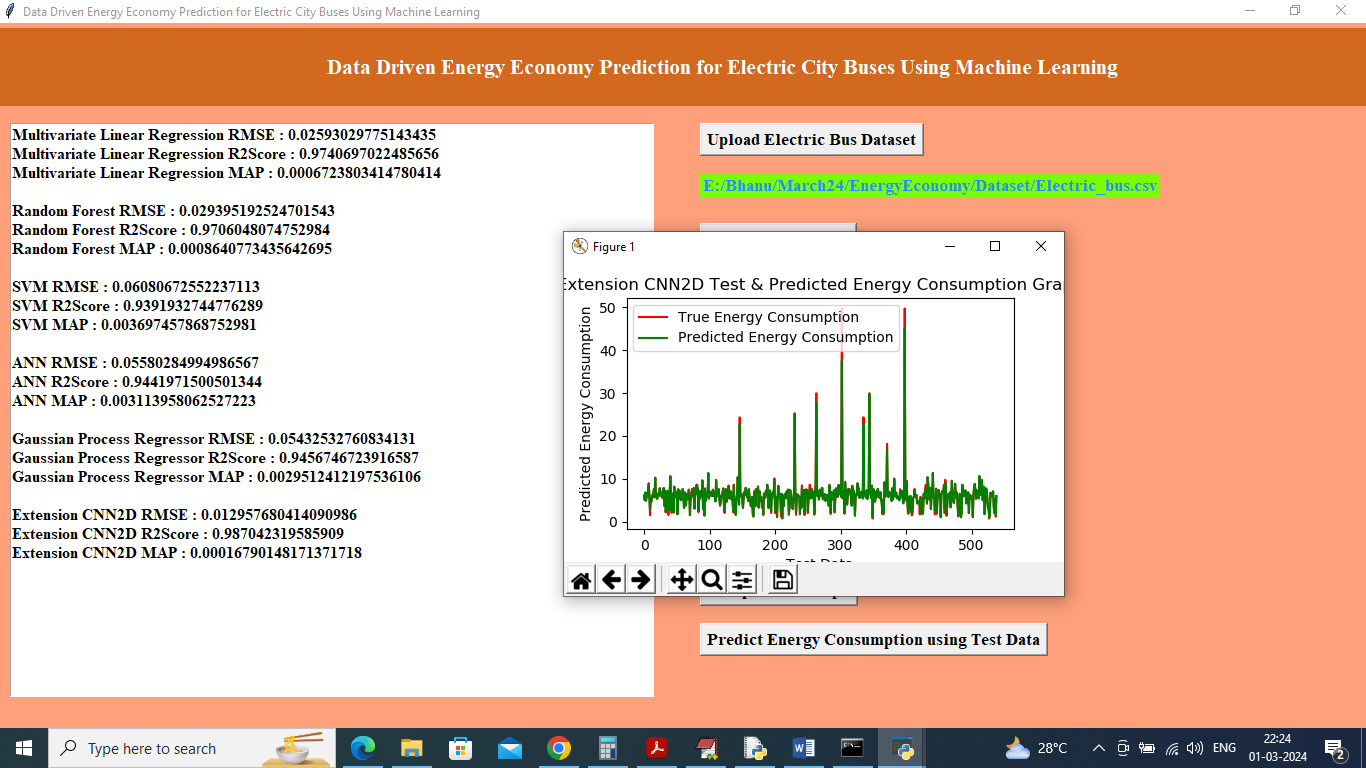 Data Driven Energy Economy Prediction for Electric City Buses Using Machine Learning
Data Driven Energy Economy Prediction for Electric City Buses Using Machine Learning
Multivariate Linear Regression RMSE : 0.02593029775143435
Multivariate Linear Regression R2Score : 0.9740697022485656
Multivariate Linear Regression MAP : 0.0006723803414780414
Random Forest RMSE : 0.029395192524701543
Random Forest R2Score : 0.9706048074752984
Random Forest MAP : 0.0008640773435642695
SVM RMSE : 0.06080672552237113
SVM R2Score : 0.9391932744776289
SVM MAP : 0.003697457868752981
ANN RMSE : 0.05580284994986567
ANN R2Score : 0.9441971500501344
ANN MAP : 0.003113958062527223
Gaussian Process Regressor RMSE : 0.05432532760834131
Gaussian Process Regressor R2Score : 0.9456746723916587
Gaussian Process Regressor MAP : 0.0029512412197536106
Extension CNN2D RMSE : 0.012957680414090986
Extension CNN2D R2Score : 0.987042319585909
Extension CNN2D MAP : 0.00016790148171371718
Upload Electric Bus Dataset
E:/Bhanu/March24/EnergyEconomy/Dataset/Electric_bus.csv
Figure 1
Extension CNN2D Test & Predicted Energy Consumption Gra
True Energy Consumption
Predicted Energy Consumption
Predicted Energy Consumption
50
40
30
20
10
0
0 100 200 300 400 500
Test Data
Predict Energy Consumption using Test Data
Type here to search
28°C
ENG
22:24
01-03-2024
2